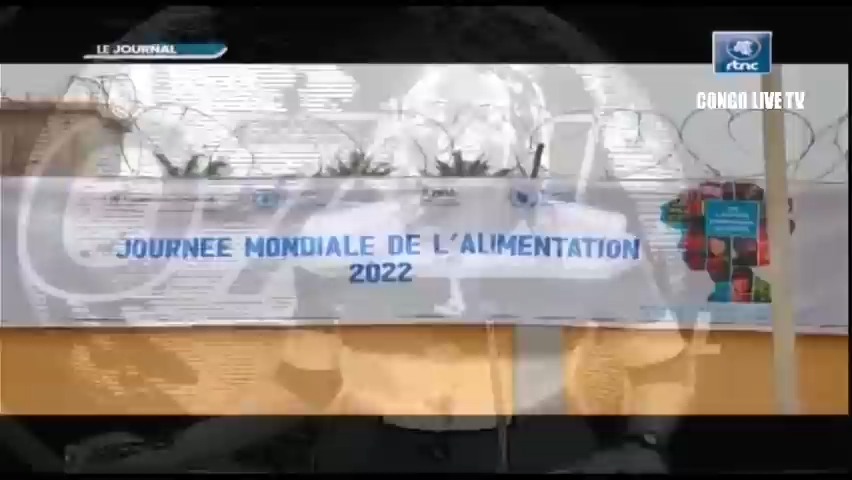 LE JOURNAL
rtnc
CONGO LIVE TV
JOURNEE MONDIALE DE L'ALIMENTATION
2022